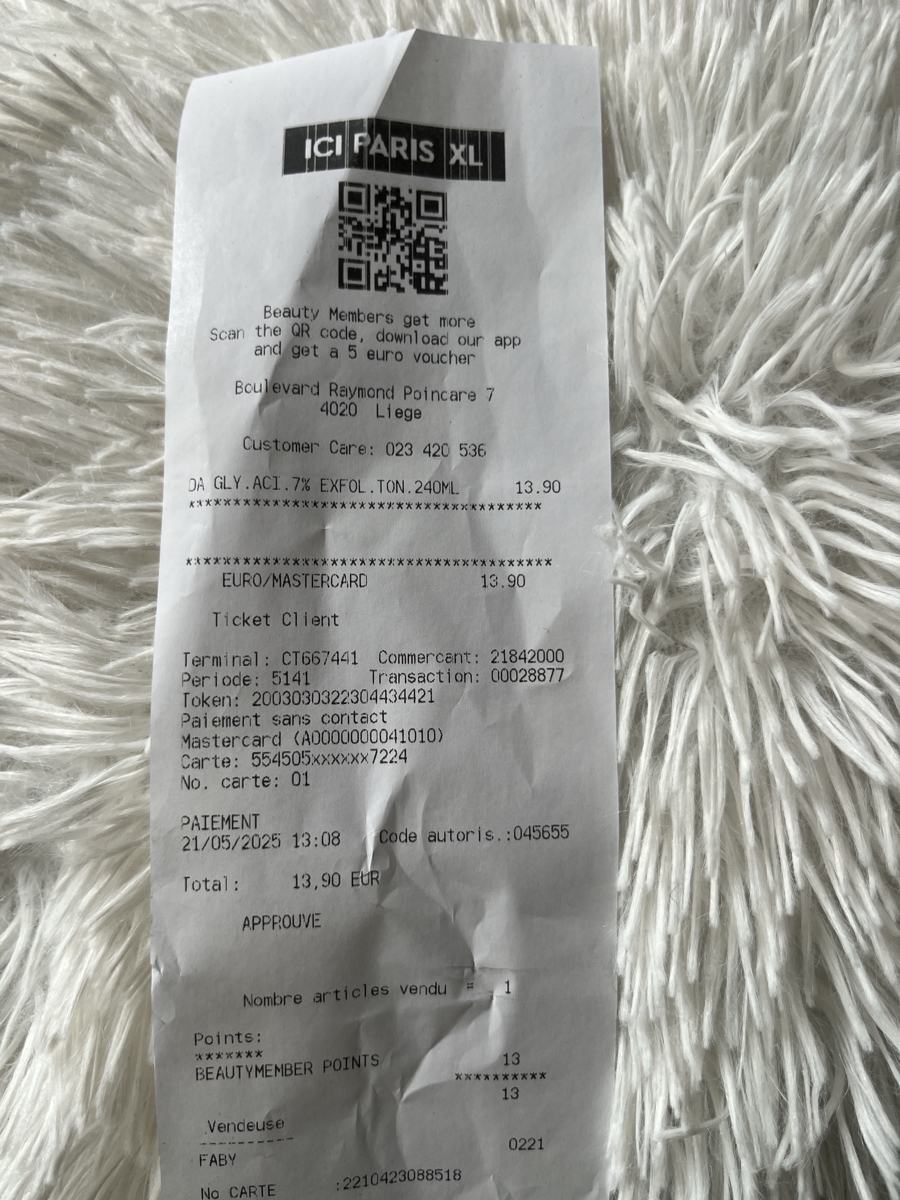 ICI PARIS XL
Beauty Members get more
Scan the QR code, download our app
and get a 5 euro voucher
Boulevard Raymond Poincare 7
4020 Liege
Customer Care: 023 420 536
DA GLY.ACI.7% EXFOL.TON.240ML 13.90
**************************************
***************************************
EURO/MASTERCARD 13.90
Ticket Client
Terminal: CT667441 Commercant: 21842000
Periode: 5141 Transaction: 00028877
Token: 2003030322304434421
Paiement sans contact
Mastercard (A0000000041010)
Carte: 554505xxxxxx7224
No. carte: 01
PAIEMENT
21/05/2025 13:08 Code autoris.:045655
Total: 13,90 EUR
APPROUVE
Nombre articles vendu = 1
Points:
*******
BEAUTYMEMBER POINTS 13
**********
13
Vendeuse
----------
FABY 0221
No CARTE :2210423088518